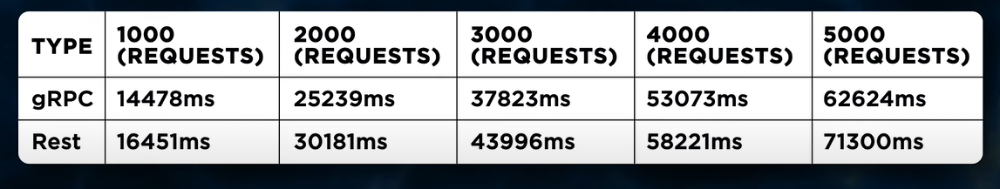 TYPE 1000 (REQUESTS) 2000 (REQUESTS) 3000 (REQUESTS) 4000 (REQUESTS) 5000 (REQUESTS)
gRPC 14478ms 25239ms 37823ms 53073ms 62624ms
Rest 16451ms 30181ms 43996ms 58221ms 71300ms